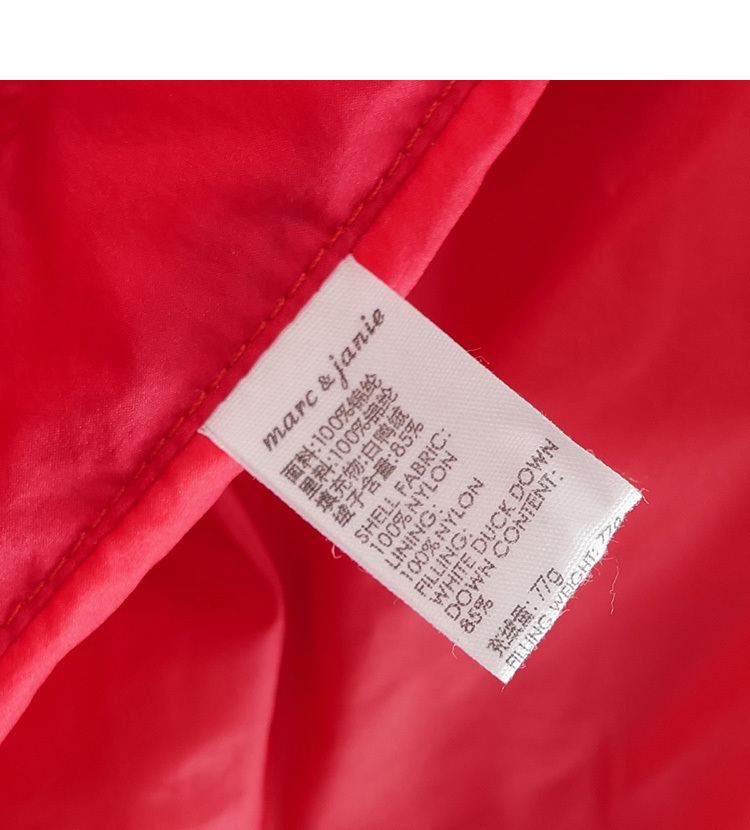 marc & janie
面料:100%锦纶
里料:100%锦纶
填充物:白鸭绒
绒子含量:85%
SHELL FABRIC:
100% NYLON
LINING:
100% NYLON
FILLING:
WHITE DUCK DOWN
DOWN CONTENT:
85%
充绒量: 77g
FILLING WEIGHT: 77g